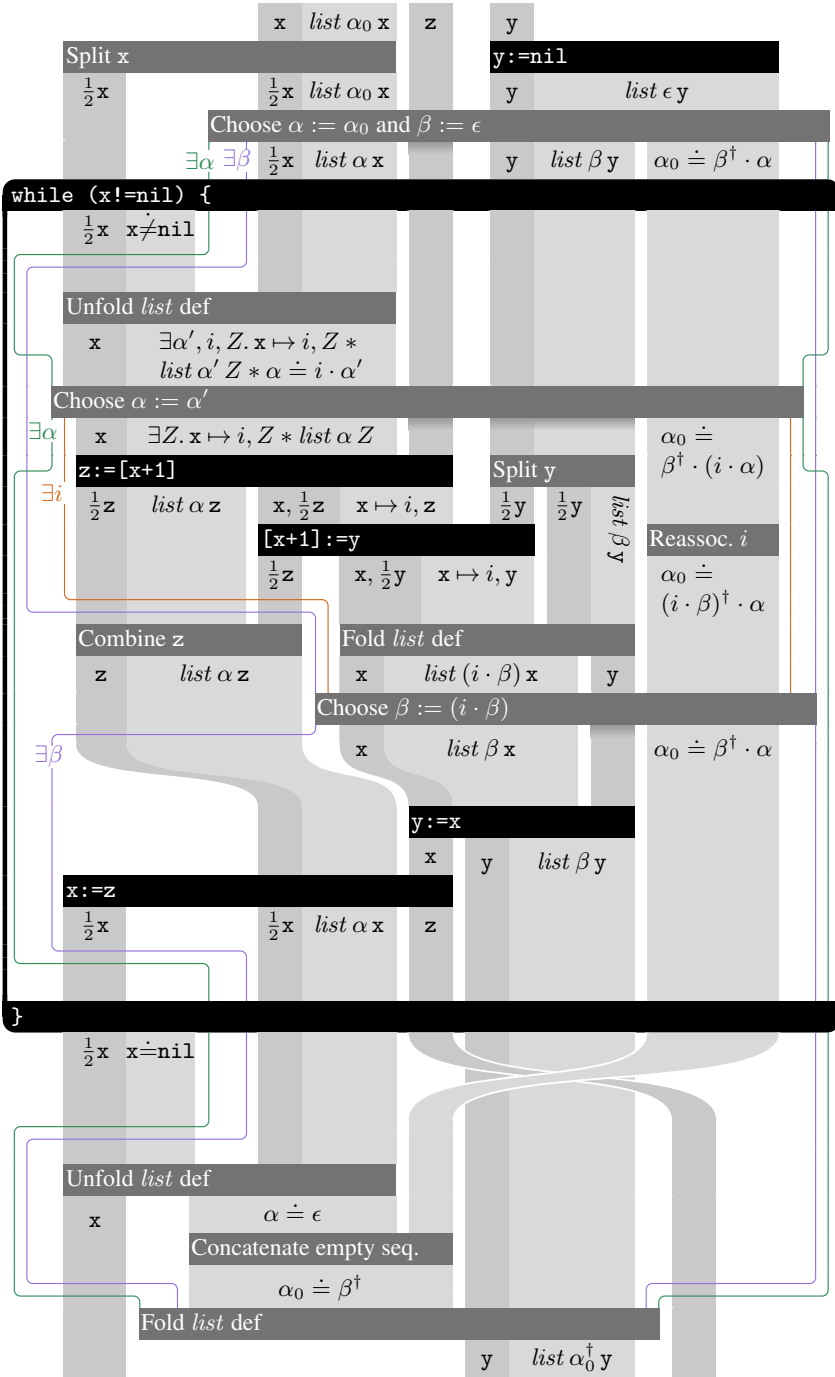 x list α₀ x z y
Split x y:=nil
½x ½x list α₀ x y list ϵ y
Choose α := α₀ and β := ϵ
∃α ∃β ½x list α x y list β y α₀ ≐ β† · α
while (x!=nil) {
½x x≠̇nil
Unfold list def
x ∃α′, i, Z. x ↦ i, Z ∗
list α′ Z ∗ α ≐ i · α′
Choose α := α′
∃α x ∃Z. x ↦ i, Z ∗ list α Z α₀ ≐
β† · (i · α)
z:=[x+1] Split y
∃i ½z list α z x, ½z x ↦ i, z ½y ½y list β y
[x+1]:=y Reassoc. i
½z x, ½y x ↦ i, y α₀ ≐
(i · β)† · α
Combine z Fold list def
z list α z x list (i · β) x y
Choose β := (i · β)
∃β x list β x α₀ ≐ β† · α
y:=x
x y list β y
x:=z
½x ½x list α x z
}
½x x≐nil
Unfold list def
x α ≐ ϵ
Concatenate empty seq.
α₀ ≐ β†
Fold list def
y list α₀† y